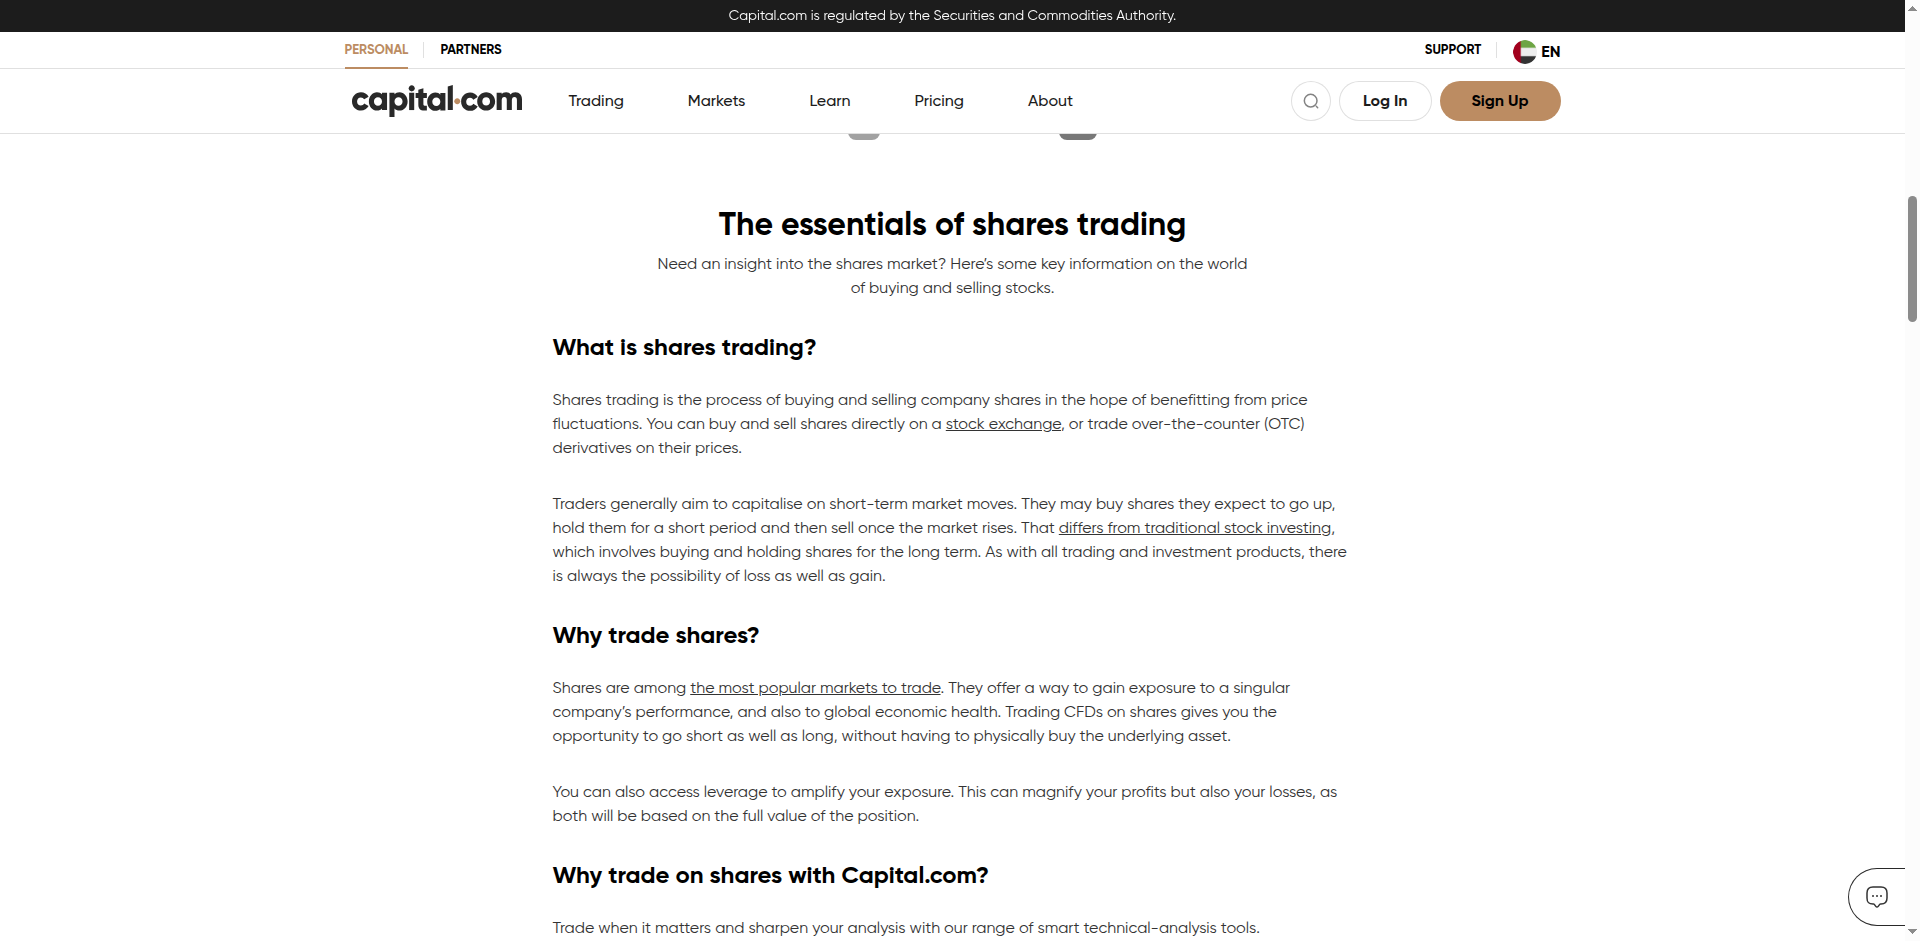 Capital.com is regulated by the Securities and Commodities Authority.
PERSONAL
PARTNERS
SUPPORT
EN
capital.com
Trading
Markets
Learn
Pricing
About
Log In
Sign Up
The essentials of shares trading
Need an insight into the shares market? Here’s some key information on the world
of buying and selling stocks.
What is shares trading?
Shares trading is the process of buying and selling company shares in the hope of benefitting from price
fluctuations. You can buy and sell shares directly on a stock exchange, or trade over-the-counter (OTC)
derivatives on their prices.
Traders generally aim to capitalise on short-term market moves. They may buy shares they expect to go up,
hold them for a short period and then sell once the market rises. That differs from traditional stock investing,
which involves buying and holding shares for the long term. As with all trading and investment products, there
is always the possibility of loss as well as gain.
Why trade shares?
Shares are among the most popular markets to trade. They offer a way to gain exposure to a singular
company’s performance, and also to global economic health. Trading CFDs on shares gives you the
opportunity to go short as well as long, without having to physically buy the underlying asset.
You can also access leverage to amplify your exposure. This can magnify your profits but also your losses, as
both will be based on the full value of the position.
Why trade on shares with Capital.com?
Trade when it matters and sharpen your analysis with our range of smart technical-analysis tools.